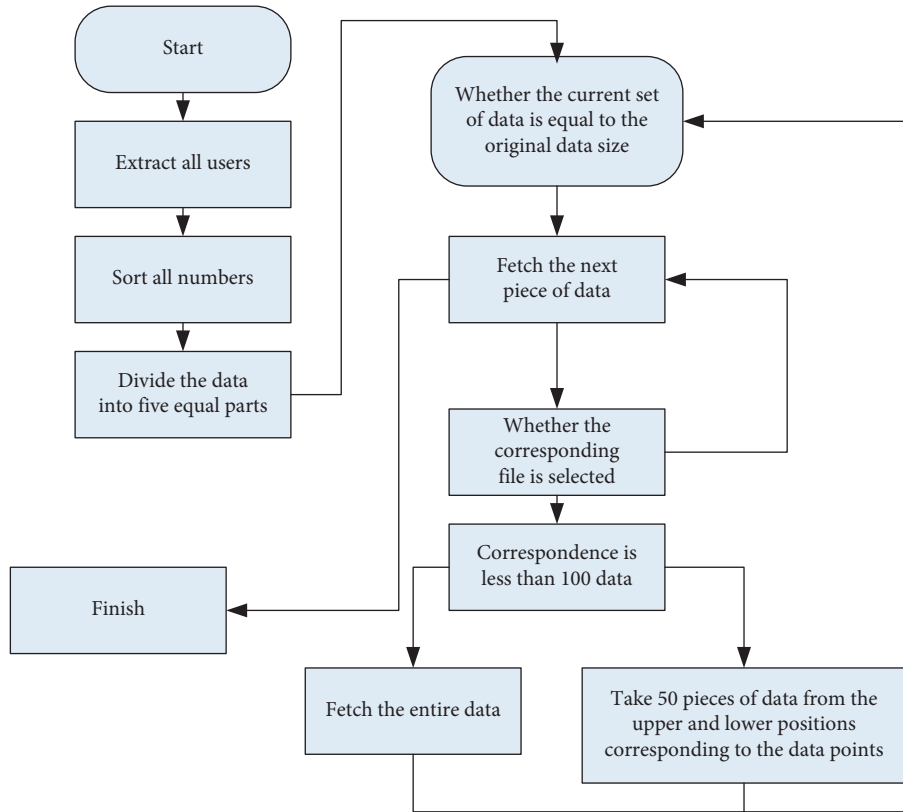 Start
Extract all users
Sort all numbers
Divide the data
into five equal parts
Whether the current set
of data is equal to the
original data size
Fetch the next
piece of data
Whether the
corresponding
file is selected
Correspondence is
less than 100 data
Finish
Fetch the entire data
Take 50 pieces of data from the
upper and lower positions
corresponding to the data points